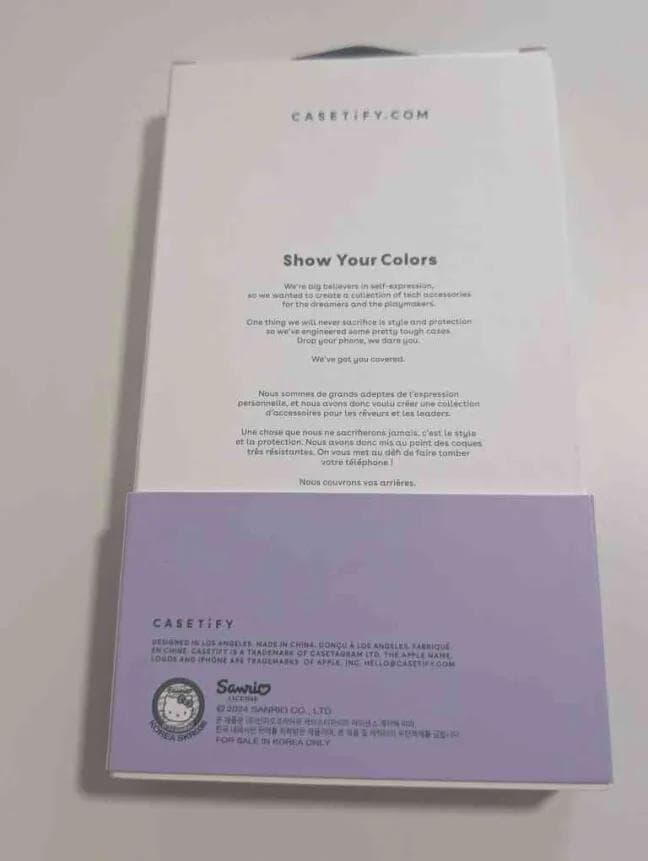 CASETiFY.COM
Show Your Colors
We're big believers in self-expression,
so we wanted to create a collection of tech accessories
for the dreamers and the playmakers.
One thing we will never sacrifice is style and protection
so we've engineered some pretty tough cases.
Drop your phone, we dare you.
We've got you covered.
Nous sommes de grands adeptes de l'expression
personnelle, et nous avons donc voulu créer une collection
d'accessoires pour les rêveurs et les leaders.
Une chose que nous ne sacrifierons jamais, c'est le style
et la protection. Nous avons donc mis au point des coques
très résistantes. On vous met au défi de faire tomber
votre téléphone !
Nous couvrons vos arrières.
CASETiFY
DESIGNED IN LOS ANGELES. MADE IN CHINA. CONÇU À LOS ANGELES. FABRIQUÉ
EN CHINE. CASETIFY IS A TRADEMARK OF CASETAGRAM LTD. THE APPLE NAME,
LOGOS AND IPHONE ARE TRADEMARKS OF APPLE, INC. HELLO@CASETIFY.COM
Sanrio
LICENSE
© 2024 SANRIO CO., LTD.
본 제품은
FOR SALE IN KOREA ONLY
KOREA